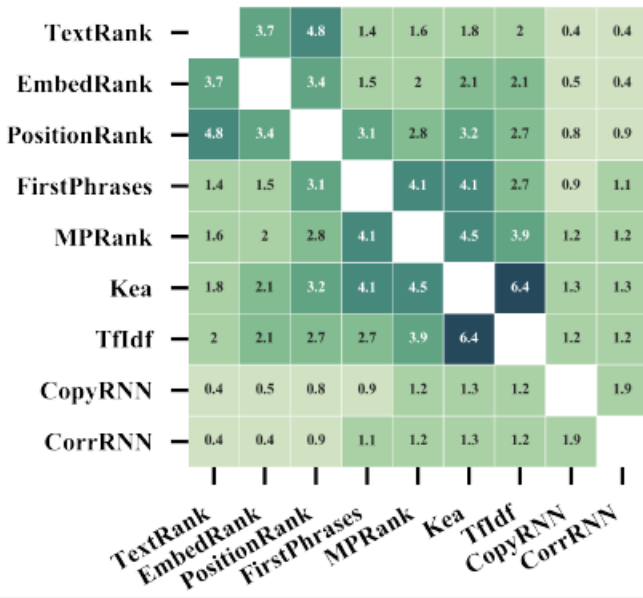 TextRank 3.7 4.8 1.4 1.6 1.8 2 0.4 0.4
EmbedRank 3.7 3.4 1.5 2 2.1 2.1 0.5 0.4
PositionRank 4.8 3.4 3.1 2.8 3.2 2.7 0.8 0.9
FirstPhrases 1.4 1.5 3.1 4.1 4.1 2.7 0.9 1.1
MPRank 1.6 2 2.8 4.1 4.5 3.9 1.2 1.2
Kea 1.8 2.1 3.2 4.1 4.5 6.4 1.3 1.3
TfIdf 2 2.1 2.7 2.7 3.9 6.4 1.2 1.2
CopyRNN 0.4 0.5 0.8 0.9 1.2 1.3 1.2 1.9
CorrRNN 0.4 0.4 0.9 1.1 1.2 1.3 1.2 1.9
TextRank EmbedRank PositionRank FirstPhrases MPRank Kea TfIdf CopyRNN CorrRNN